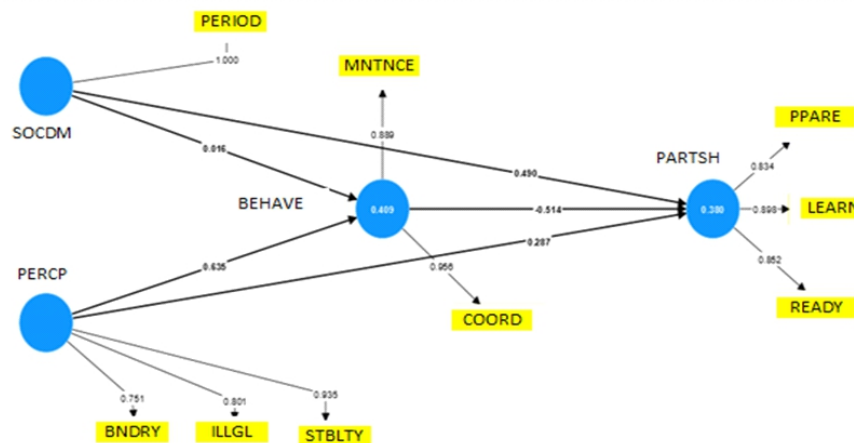 PERIOD
1.000
MNTNCE
SOCDM
0.889
PPARE
PARTSH
0.016
0.490
0.834
BEHAVE
0.409
-0.514
0.380
0.898
LEARN
0.287
PERCP
0.635
0.956
0.852
COORD
READY
0.751
0.801
0.935
BNDRY
ILLGL
STBLTY